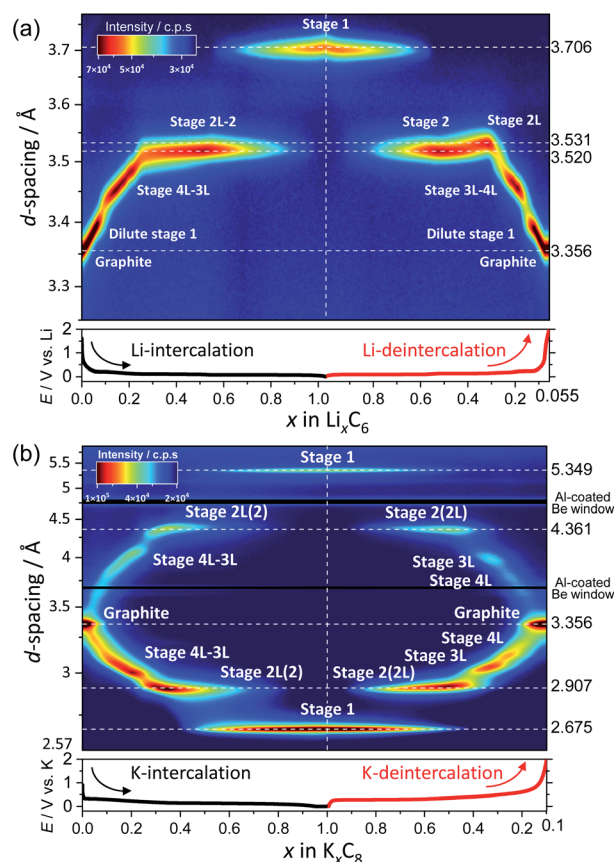 (a)
Intensity / c.p.s
7×10⁴ 5×10⁴ 3×10⁴
Stage 1
3.7
3.706
Stage 2L-2
Stage 2
Stage 2L
3.6
3.531
3.520
3.5
d-spacing / Å
Stage 4L-3L
Stage 3L-4L
3.4
Dilute stage 1
Dilute stage 1
Graphite
Graphite
3.356
3.3
2
1
0
E / V vs. Li
Li-intercalation
Li-deintercalation
0.0 0.2 0.4 0.6 0.8 1.0 0.8 0.6 0.4 0.2 0.055
x in LiₓC₆
(b)
Intensity / c.p.s
1×10⁵ 4×10⁴ 2×10⁴
Stage 1
5.5
5.349
5
Al-coated
Be window
4.5
Stage 2L(2)
Stage 2(2L)
4.361
Stage 4L-3L
Stage 3L
4
Stage 4L
Al-coated
Be window
d-spacing / Å
3.5
Graphite
Graphite
3.356
Stage 4L
Stage 4L-3L
Stage 3L
3
Stage 2L(2)
Stage 2(2L)
2.907
Stage 1
2.675
2.57
2
1
0
E / V vs. K
K-intercalation
K-deintercalation
0.0 0.2 0.4 0.6 0.8 1.0 0.8 0.6 0.4 0.2 0.1
x in KₓC₈